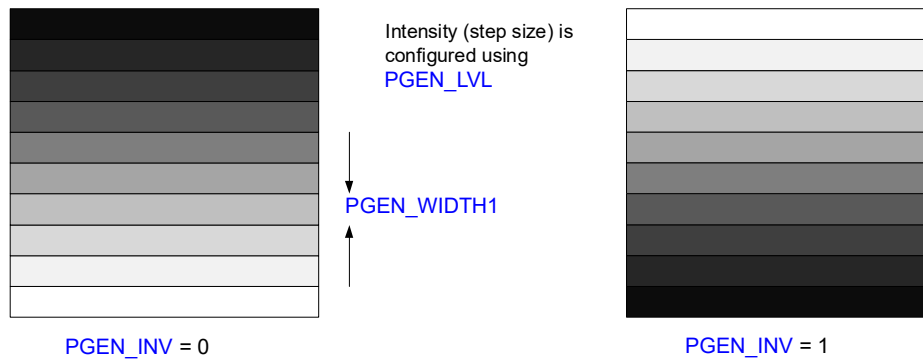 Intensity (step size) is
configured using
PGEN_LVL
PGEN_WIDTH1
PGEN_INV = 0
PGEN_INV = 1